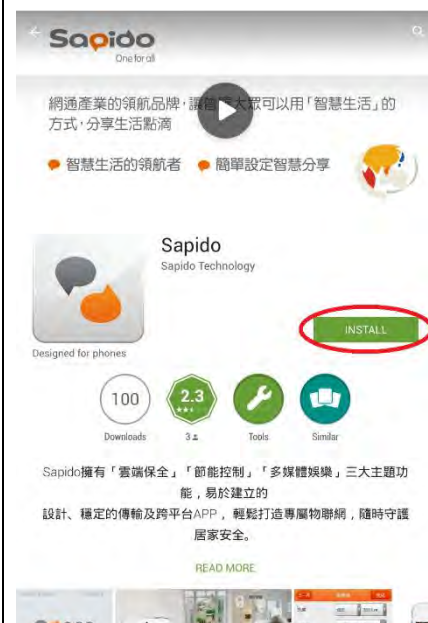 Sapido
One for all
網通產業的領航品牌,讓
大眾可以用「智慧生活」的
方式,分享生活點滴
智慧生活的領航者 簡單設定智慧分享
Sapido
Sapido Technology
INSTALL
Designed for phones
100 2.3
Downloads 3 Tools Similar
Sapido擁有「雲端保全」「節能控制」「多媒體娛樂」三大主題功
能,易於建立的
設計、穩定的傳輸及跨平台APP,輕鬆打造專屬物聯網,隨時守護
居家安全。
READ MORE